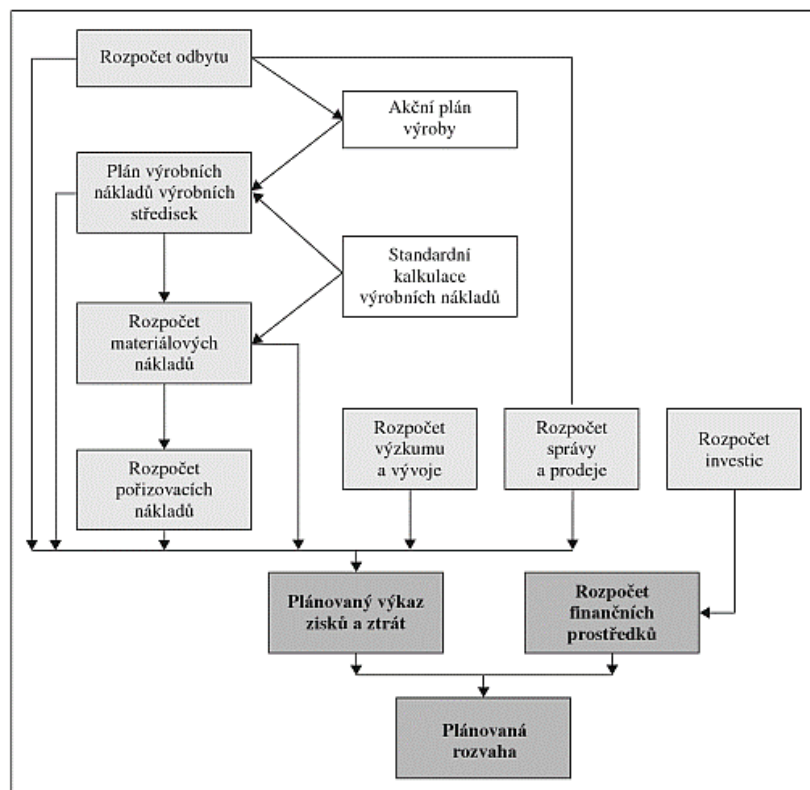 Rozpočet odbytu
Akční plán
výroby
Plán výrobních
nákladů výrobních
středisek
Standardní
kalkulace
výrobních nákladů
Rozpočet
materiálových
nákladů
Rozpočet
výzkumu
a vývoje
Rozpočet
správy
a prodeje
Rozpočet
investic
Rozpočet
pořizovacích
nákladů
Plánovaný výkaz
zisků a ztrát
Rozpočet
finančních
prostředků
Plánovaná
rozvaha